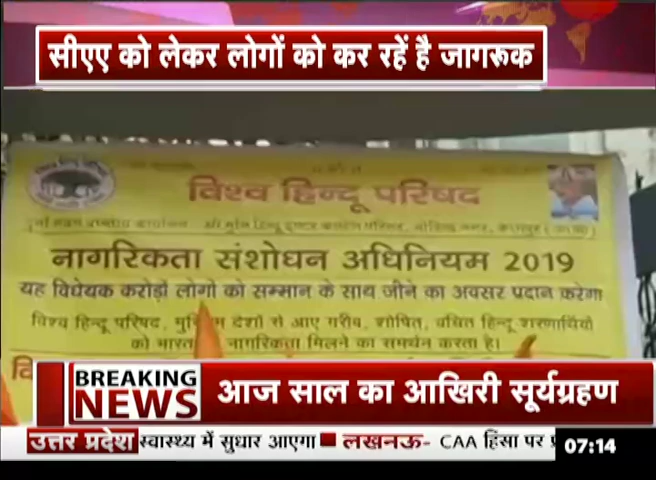 सीएए को लेकर लोगों को कर रहें है जागरूक
विश्व हिन्दू परिषद
नागरिकता संशोधन अधिनियम 2019
यह विधेयक करोड़ों लोगों को सम्मान के साथ जीने का अवसर प्रदान करेगा
विश्व हिन्दू परिषद, देशों से आए गरीब, शोषित, वंचित हिन्दू शरणार्थियों
को नागरिकता मिलने का समर्थन करता है।
BREAKING NEWS
आज साल का आखिरी सूर्यग्रहण
उत्तर प्रदेश स्वास्थ्य में सुधार आएगा लखनऊ- CAA हिंसा पर 07:14